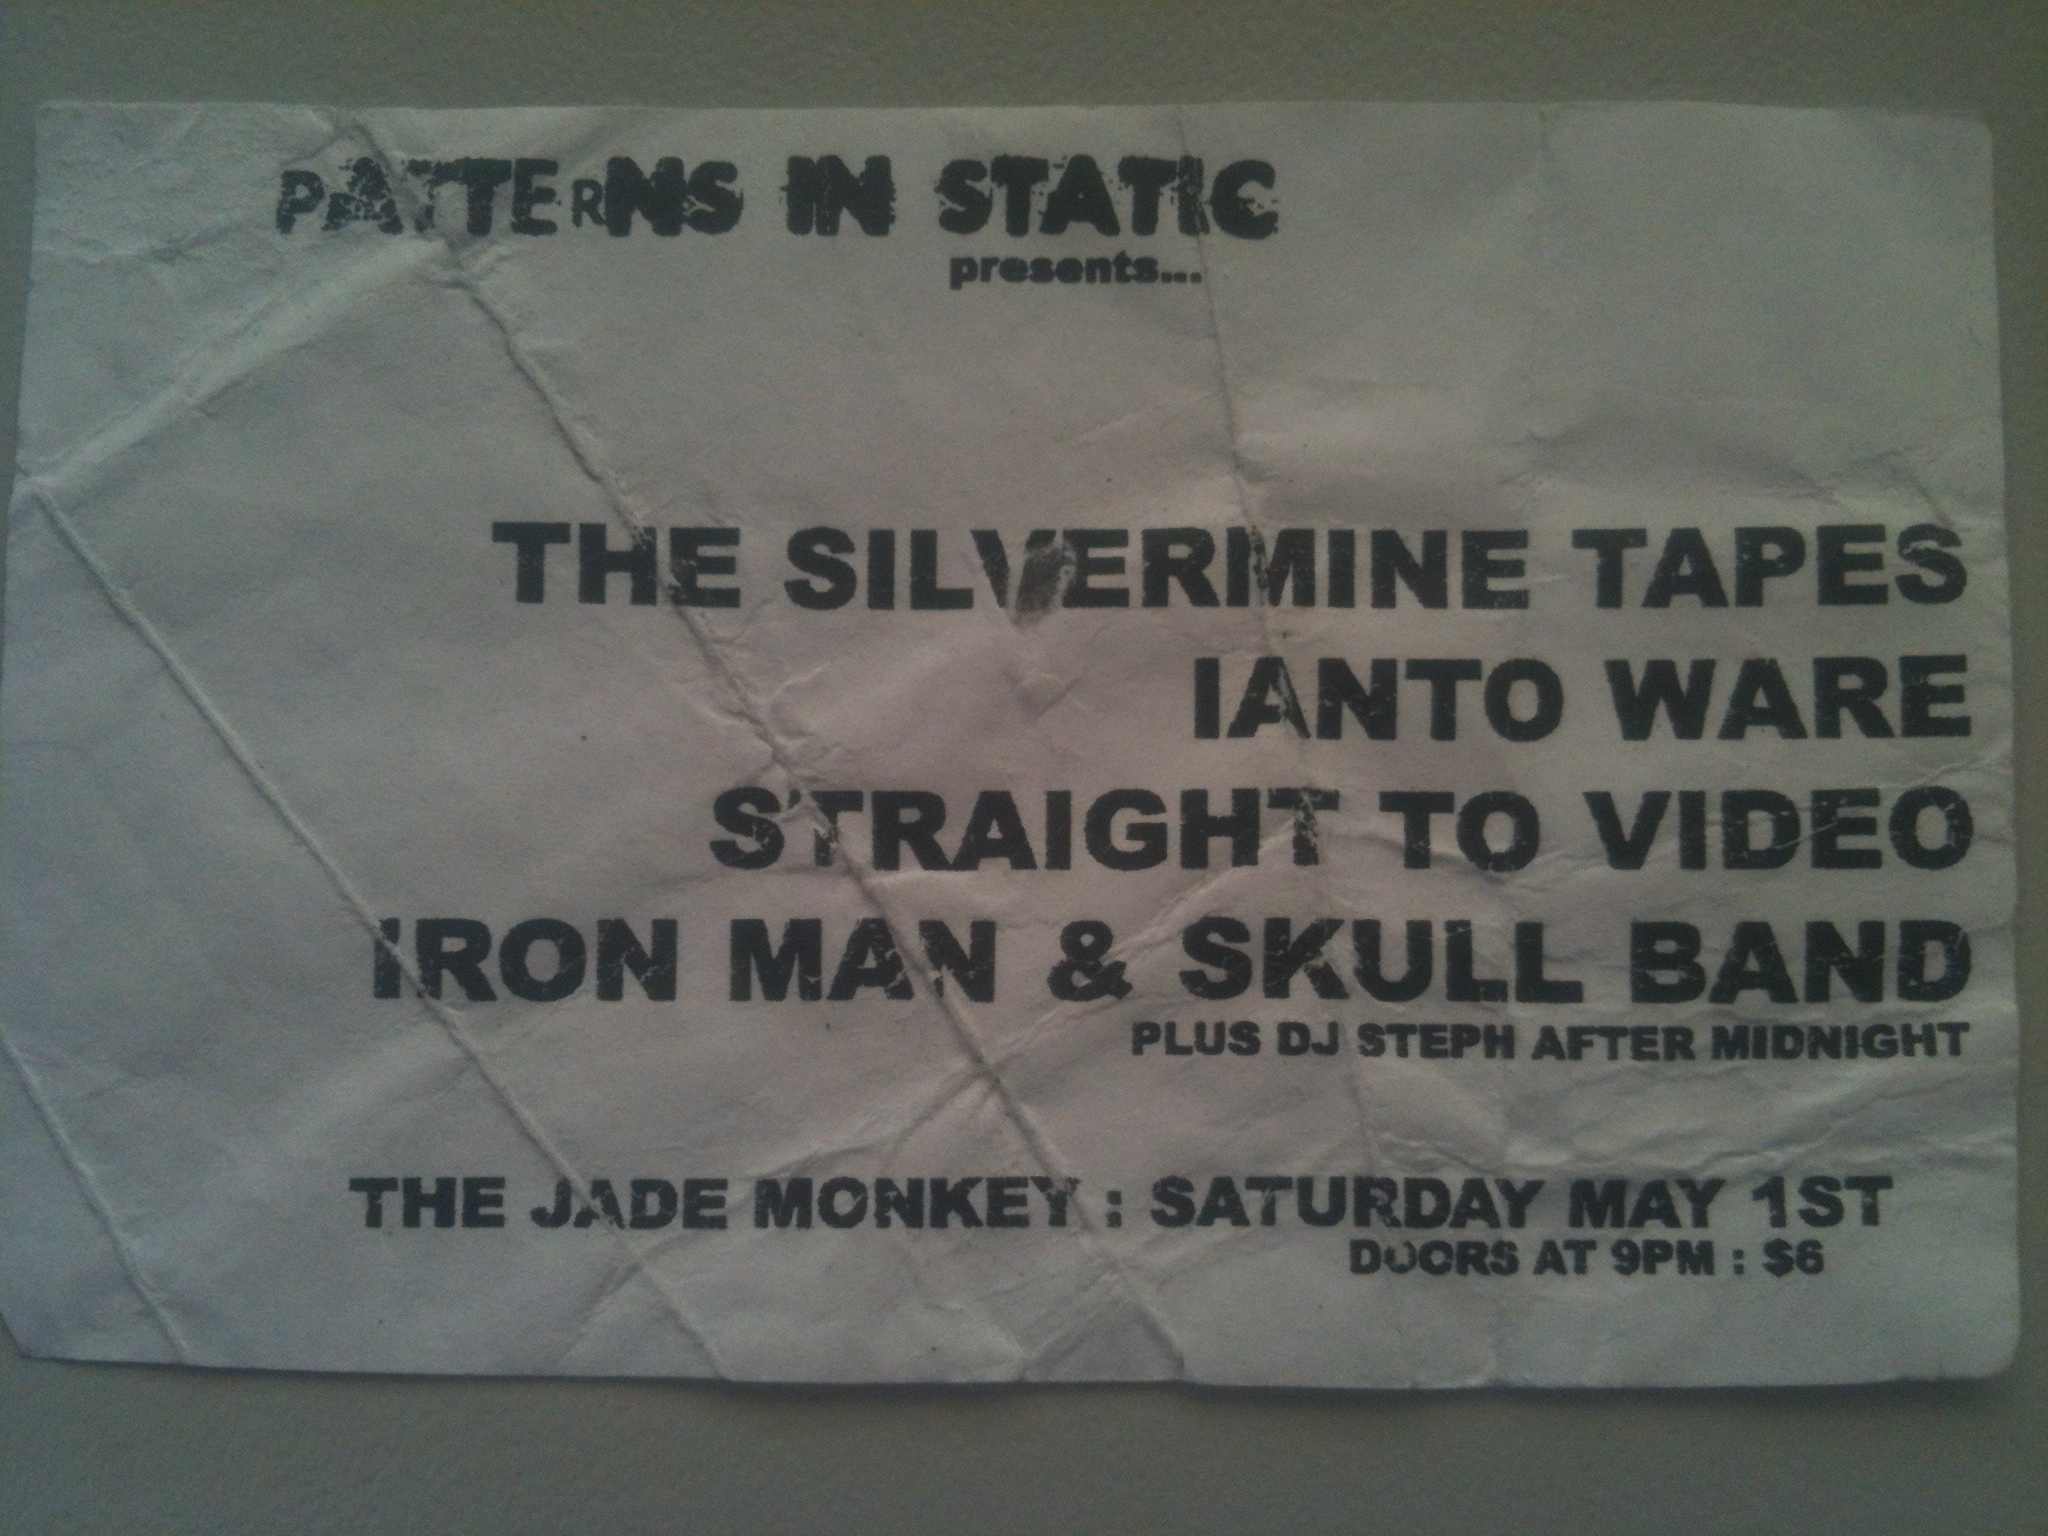 PATTERNS IN STATIC
presents...
THE SILVERMINE TAPES
IANTO WARE
STRAIGHT TO VIDEO
IRON MAN & SKULL BAND
PLUS DJ STEPH AFTER MIDNIGHT
THE JADE MONKEY : SATURDAY MAY 1ST
DOORS AT 9PM : $6